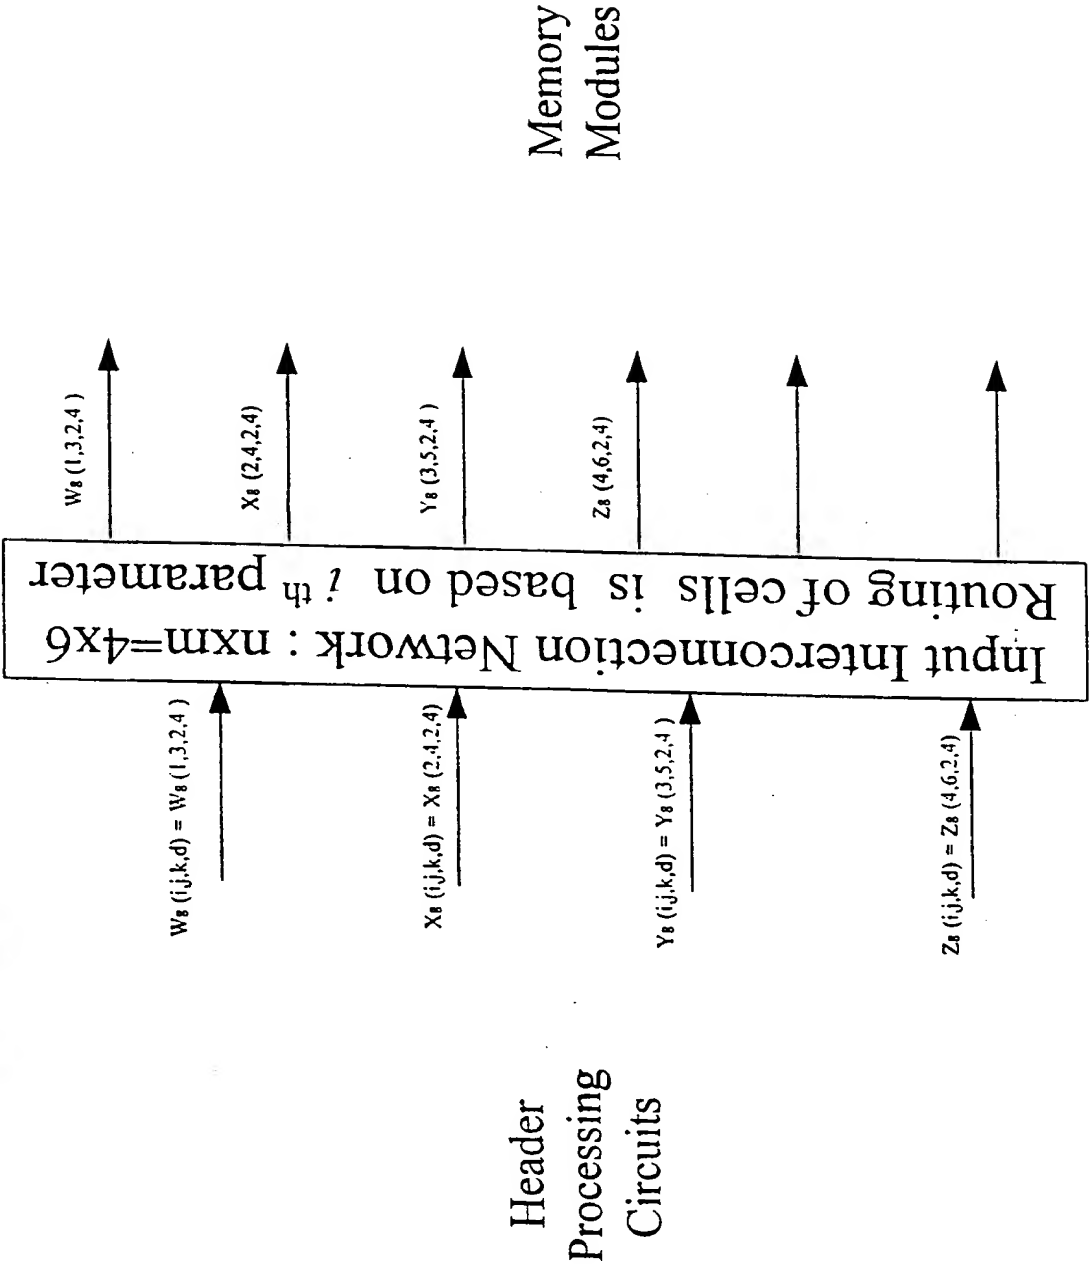 Memory
Modules
W8 (1,3,2,4 )
X8 (2,4,2,4)
Y8 (3,5,2,4 )
Z8 (4,6,2,4)
Input Interconnection Network : nxm=4x6
Routing of cells is based on i th parameter
W8 (i,j,k,d) = W8 (1,3,2,4 )
X8 (i,j,k,d) = X8 (2,4,2,4)
Y8 (i,j,k,d) = Y8 (3,5,2,4 )
Z8 (i,j,k,d) = Z8 (4,6,2,4)
Header
Processing
Circuits